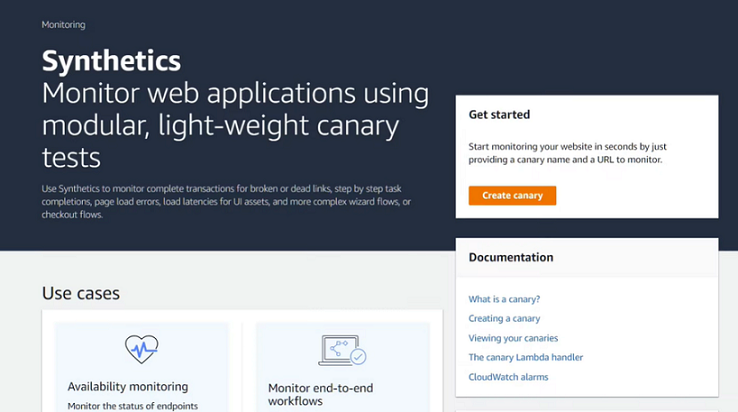 Monitoring
Synthetics
Monitor web applications using
modular, light-weight canary
tests
Use Synthetics to monitor complete transactions for broken or dead links, step by step task
completions, page load errors, load latencies for UI assets, and more complex wizard flows, or
checkout flows.
Get started
Start monitoring your website in seconds by just
providing a canary name and a URL to monitor.
Create canary
Documentation
What is a canary?
Creating a canary
Viewing your canaries
The canary Lambda handler
CloudWatch alarms
Use cases
Availability monitoring
Monitor the status of endpoints
Monitor end-to-end
workflows